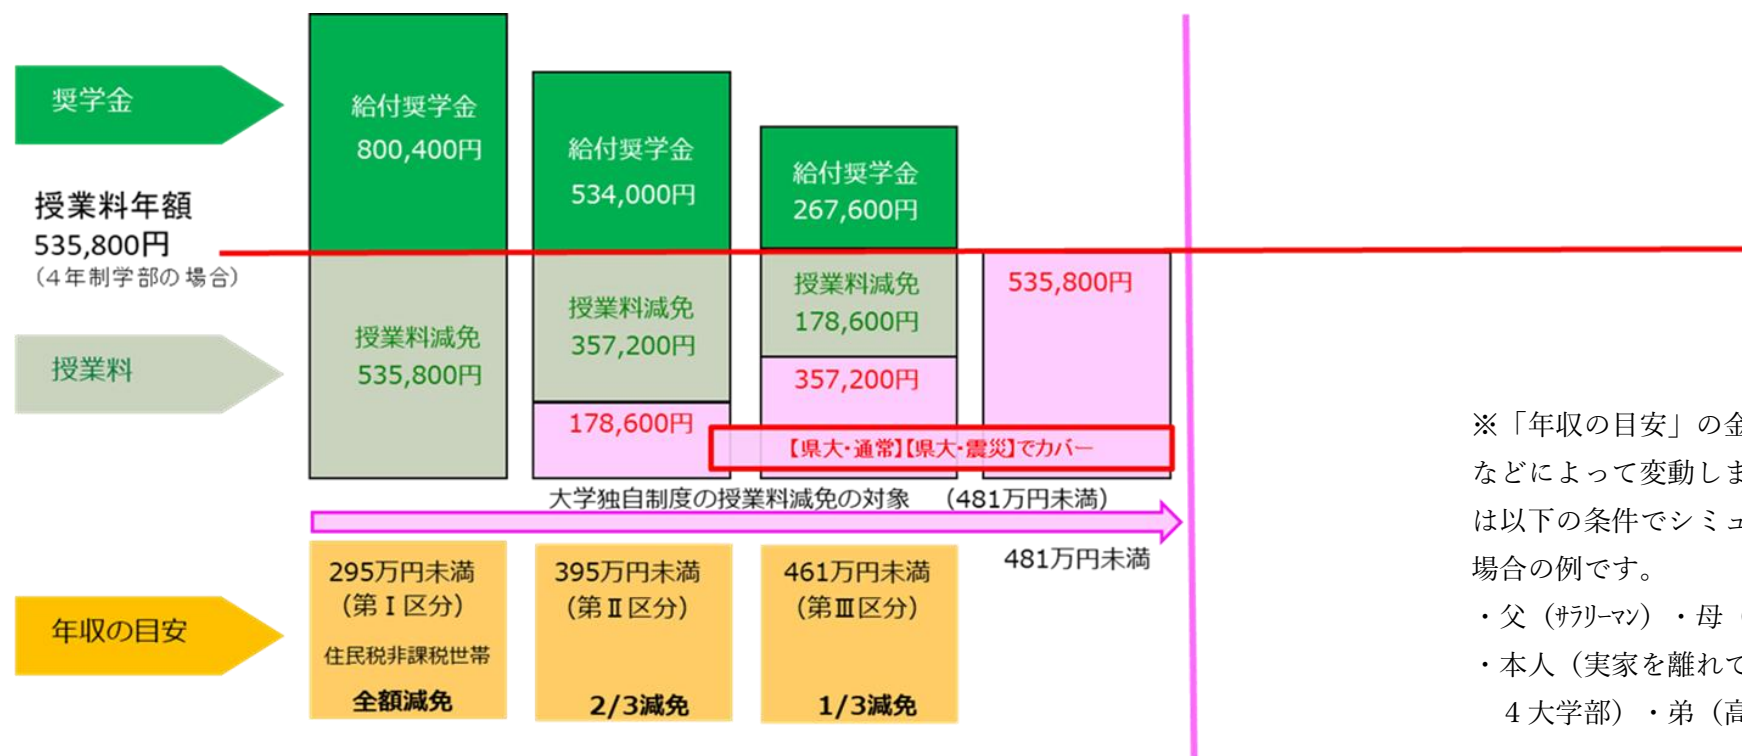 奨学金
授業料年額
535,800円
（4年制学部の場合）
授業料
年収の目安
給付奨学金
800,400円
授業料減免
535,800円
給付奨学金
534,000円
授業料減免
357,200円
178,600円
給付奨学金
267,600円
授業料減免
178,600円
357,200円
535,800円
【県大・通常】【県大・震災】でカバー
大学独自制度の授業料減免の対象　（481万円未満）
481万円未満
295万円未満
（第Ⅰ区分）
住民税非課税世帯
全額減免
395万円未満
（第Ⅱ区分）
2/3減免
461万円未満
（第Ⅲ区分）
1/3減免
※「年収の目安」の金
などによって変動しま
は以下の条件でシミュ
場合の例です。
・父（ｻﾗﾘｰﾏﾝ）・母（
・本人（実家を離れて
４大学部）・弟（高